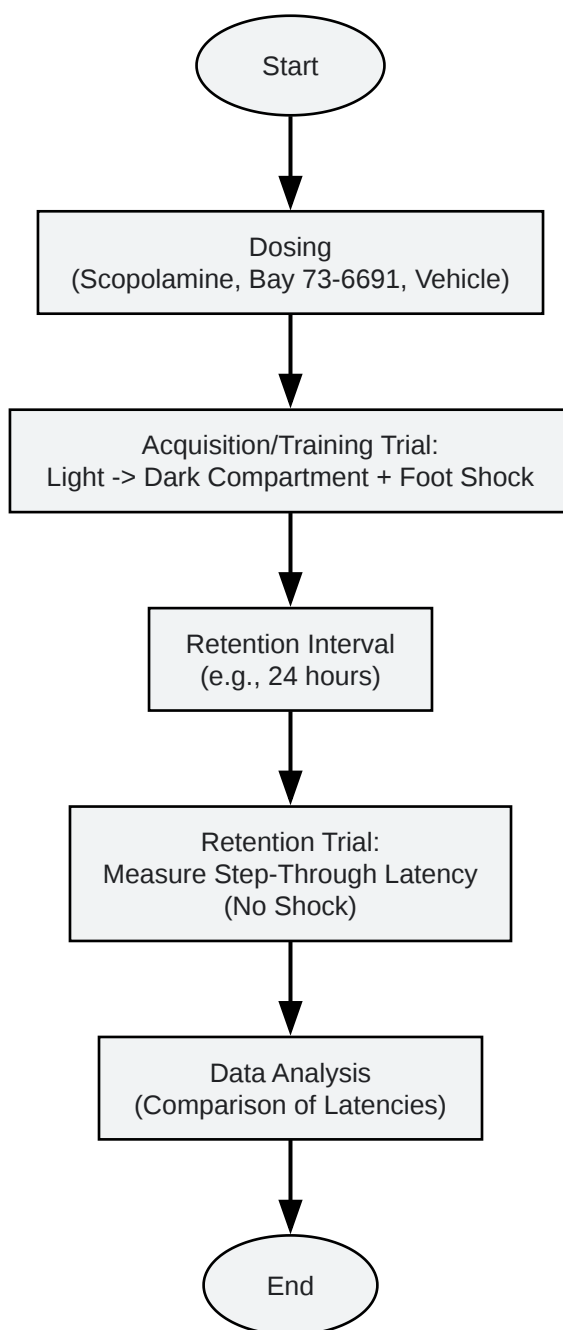 Start
Dosing
(Scopolamine, Bay 73-6691, Vehicle)
Acquisition/Training Trial:
Light -> Dark Compartment + Foot Shock
Retention Interval
(e.g., 24 hours)
Retention Trial:
Measure Step-Through Latency
(No Shock)
Data Analysis
(Comparison of Latencies)
End